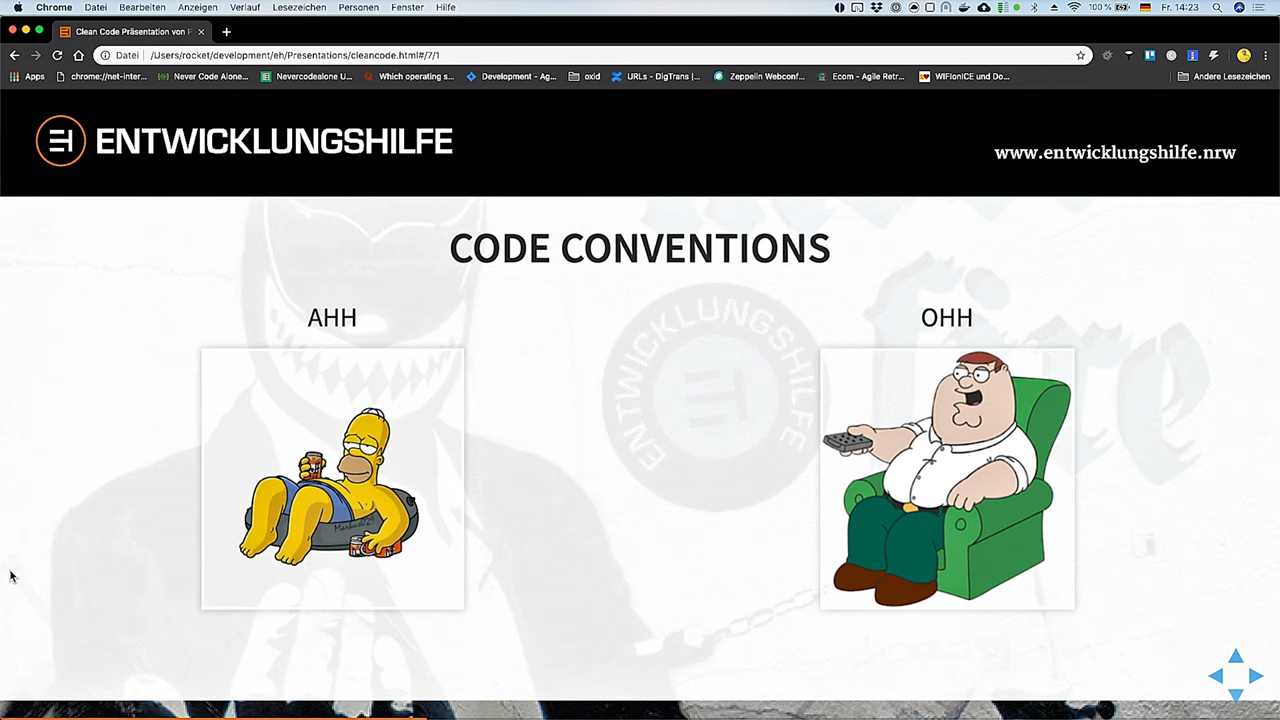 Chrome Datei Bearbeiten Anzeigen Verlauf Lesezeichen Personen Fenster Hilfe 100 % Fr. 14:23
Clean Code Präsentation von
Datei /Users/rocket/development/eh/Presentations/cleancode.html#/7/1
Apps chrome://net-inter... Never Code Alone... Nevercodealone U... Which operating s... Development - Ag... oxid URLs - DigTrans |... Zeppelin Webconf... Ecom - Agile Retr... WIFIonICE und Do... Andere Lesezeichen
ENTWICKLUNGSHILFE
www.entwicklungshilfe.nrw
CODE CONVENTIONS
AHH
OHH
ENTWICKLUNGSHILFE